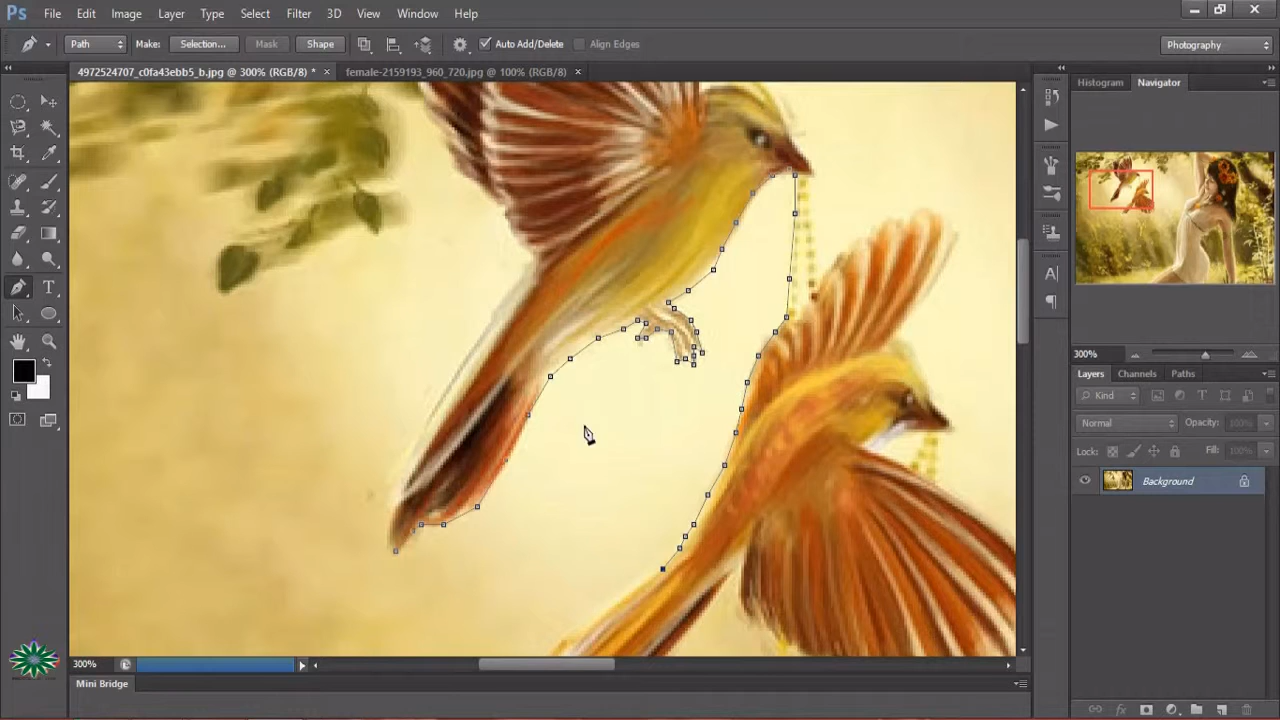 Ps File Edit Image Layer Type Select Filter 3D View Window Help
Path Make: Selection... Mask Shape Auto Add/Delete Align Edges Photography
4972524707_c0fa43ebb5_b.jpg @ 300% (RGB/8) * × female-2159193_960_720.jpg @ 100% (RGB/8) ×
Histogram Navigator
300%
Layers Channels Paths
Kind
Normal Opacity: 100%
Lock: Fill: 100%
Background
300%
Mini Bridge